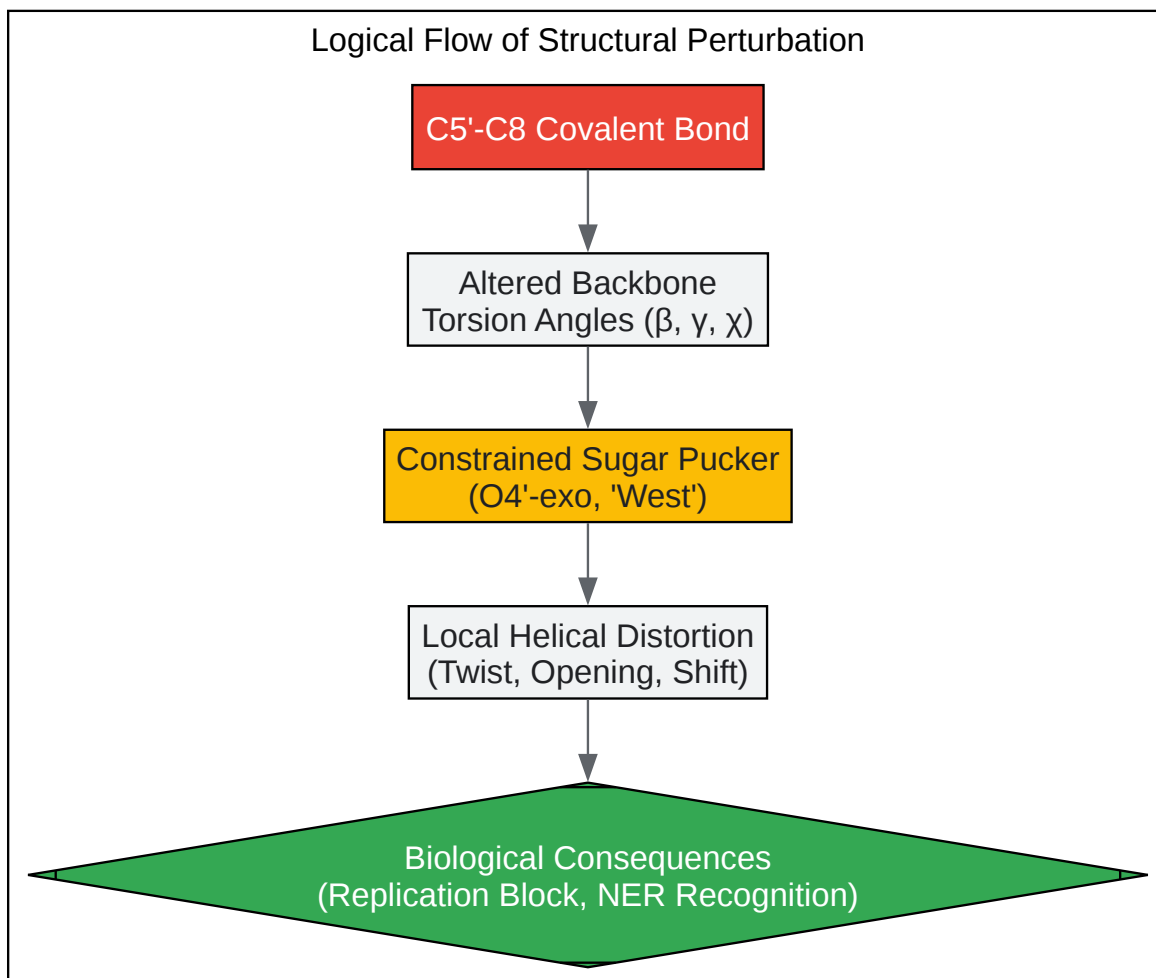 Logical Flow of Structural Perturbation
C5'-C8 Covalent Bond
Altered Backbone
Torsion Angles (β, γ, χ)
Constrained Sugar Pucker
(O4'-exo, 'West')
Local Helical Distortion
(Twist, Opening, Shift)
Biological Consequences
(Replication Block, NER Recognition)